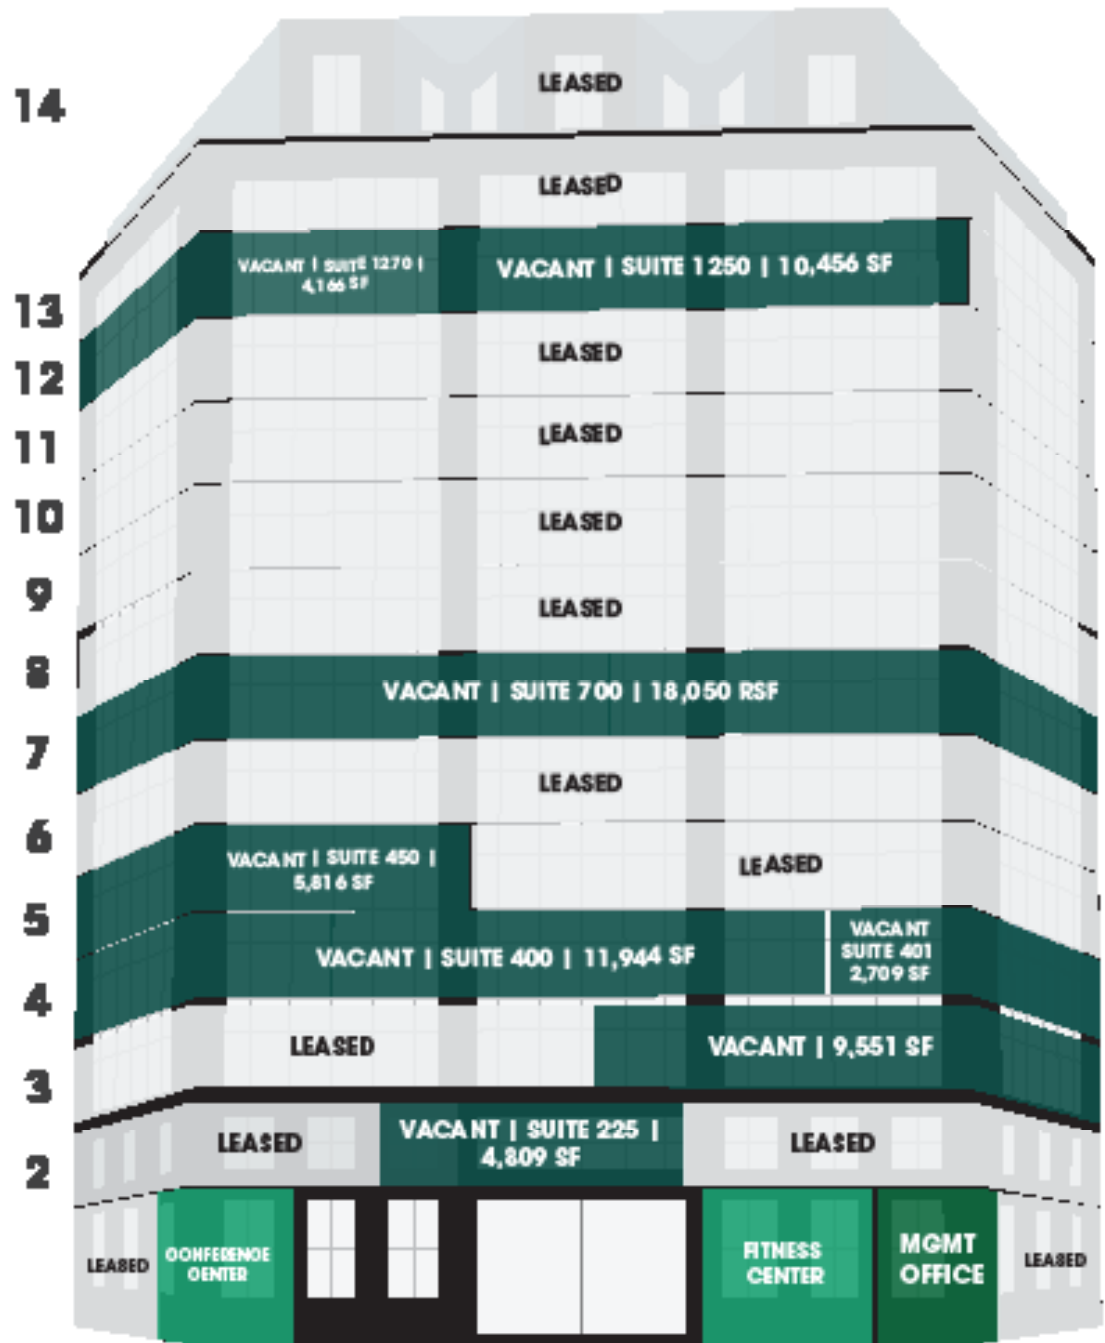 LEASED
14
LEASED
VACANT | SUITE 1270 |
4,166 SF
VACANT | SUITE 1250 | 10,456 SF
13
LEASED
12
LEASED
11
LEASED
10
LEASED
9
8
VACANT | SUITE 700 | 18,050 RSF
7
LEASED
6
VACANT | SUITE 450 |
5,816 SF
LEASED
5
VACANT | SUITE 400 | 11,944 SF
VACANT
SUITE 401
2,709 SF
4
LEASED
VACANT | 9,551 SF
3
LEASED
VACANT | SUITE 225 |
4,809 SF
LEASED
2
LEASED
CONFERENCE
CENTER
FITNESS
CENTER
MGMT
OFFICE
LEASED